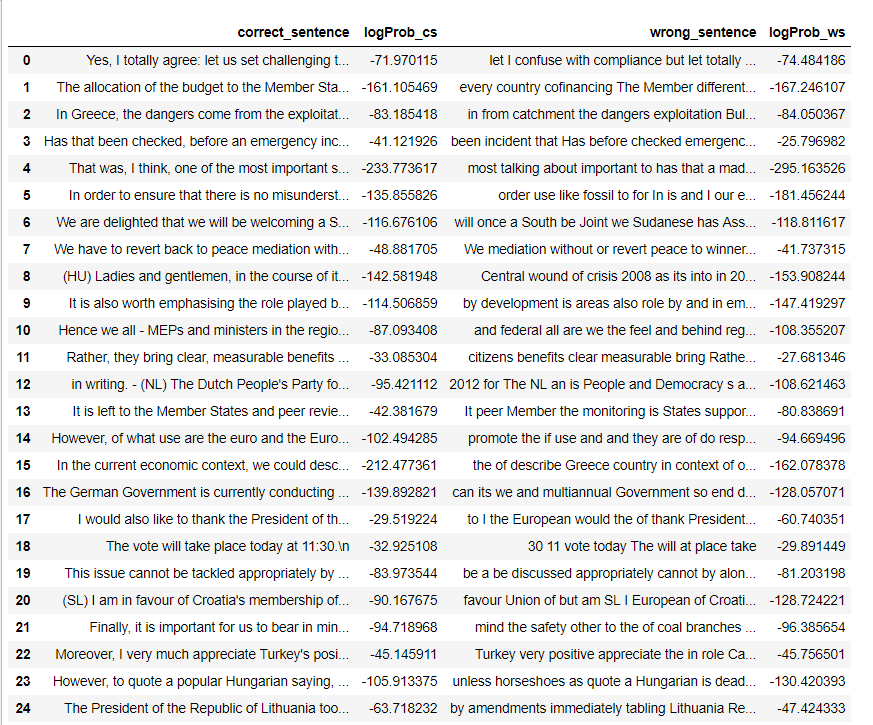 correct_sentence logProb_cs wrong_sentence logProb_ws
0 Yes, I totally agree: let us set challenging t... -71.970115 let I confuse with compliance but let totally ... -74.484186
1 The allocation of the budget to the Member Sta... -161.105469 every country cofinancing The Member different... -167.246107
2 In Greece, the dangers come from the exploitat... -83.185418 in from catchment the dangers exploitation Bul... -84.050367
3 Has that been checked, before an emergency inc... -41.121926 been incident that Has before checked emergenc... -25.796982
4 That was, I think, one of the most important s... -233.773617 most talking about important to has that a mad... -295.163526
5 In order to ensure that there is no misunderst... -135.855826 order use like fossil to for In is and I our e... -181.456244
6 We are delighted that we will be welcoming a S... -116.676106 will once a South be Joint we Sudanese has Ass... -118.811617
7 We have to revert back to peace mediation with... -48.881705 We mediation without or revert peace to winner... -41.737315
8 (HU) Ladies and gentlemen, in the course of it... -142.581948 Central wound of crisis 2008 as its into in 20... -153.908244
9 It is also worth emphasising the role played b... -114.506859 by development is areas also role by and in em... -147.419297
10 Hence we all - MEPs and ministers in the regio... -87.093408 and federal all are we the feel and behind reg... -108.355207
11 Rather, they bring clear, measurable benefits ... -33.085304 citizens benefits clear measurable bring Rathe... -27.681346
12 in writing. - (NL) The Dutch People's Party fo... -95.421112 2012 for The NL an is People and Democracy s a... -108.621463
13 It is left to the Member States and peer revie... -42.381679 It peer Member the monitoring is States suppor... -80.838691
14 However, of what use are the euro and the Euro... -102.494285 promote the if use and and they are of do resp... -94.669496
15 In the current economic context, we could desc... -212.477361 the of describe Greece country in context of o... -162.078378
16 The German Government is currently conducting ... -139.892821 can its we and multiannual Government so end d... -128.057071
17 I would also like to thank the President of th... -29.519224 to I the European would the of thank President... -60.740351
18 The vote will take place today at 11:30.\n -32.925108 30 11 vote today The will at place take -29.891449
19 This issue cannot be tackled appropriately by ... -83.973544 be a be discussed appropriately cannot by alon... -81.203198
20 (SL) I am in favour of Croatia's membership of... -90.167675 favour Union of but am SL I European of Croati... -128.724221
21 Finally, it is important for us to bear in min... -94.718968 mind the safety other to the of coal branches ... -96.385654
22 Moreover, I very much appreciate Turkey's posi... -45.145911 Turkey very positive appreciate the in role Ca... -45.756501
23 However, to quote a popular Hungarian saying, ... -105.913375 unless horseshoes as quote a Hungarian is dead... -130.420393
24 The President of the Republic of Lithuania too... -63.718232 by amendments immediately tabling Lithuania Re... -47.424333